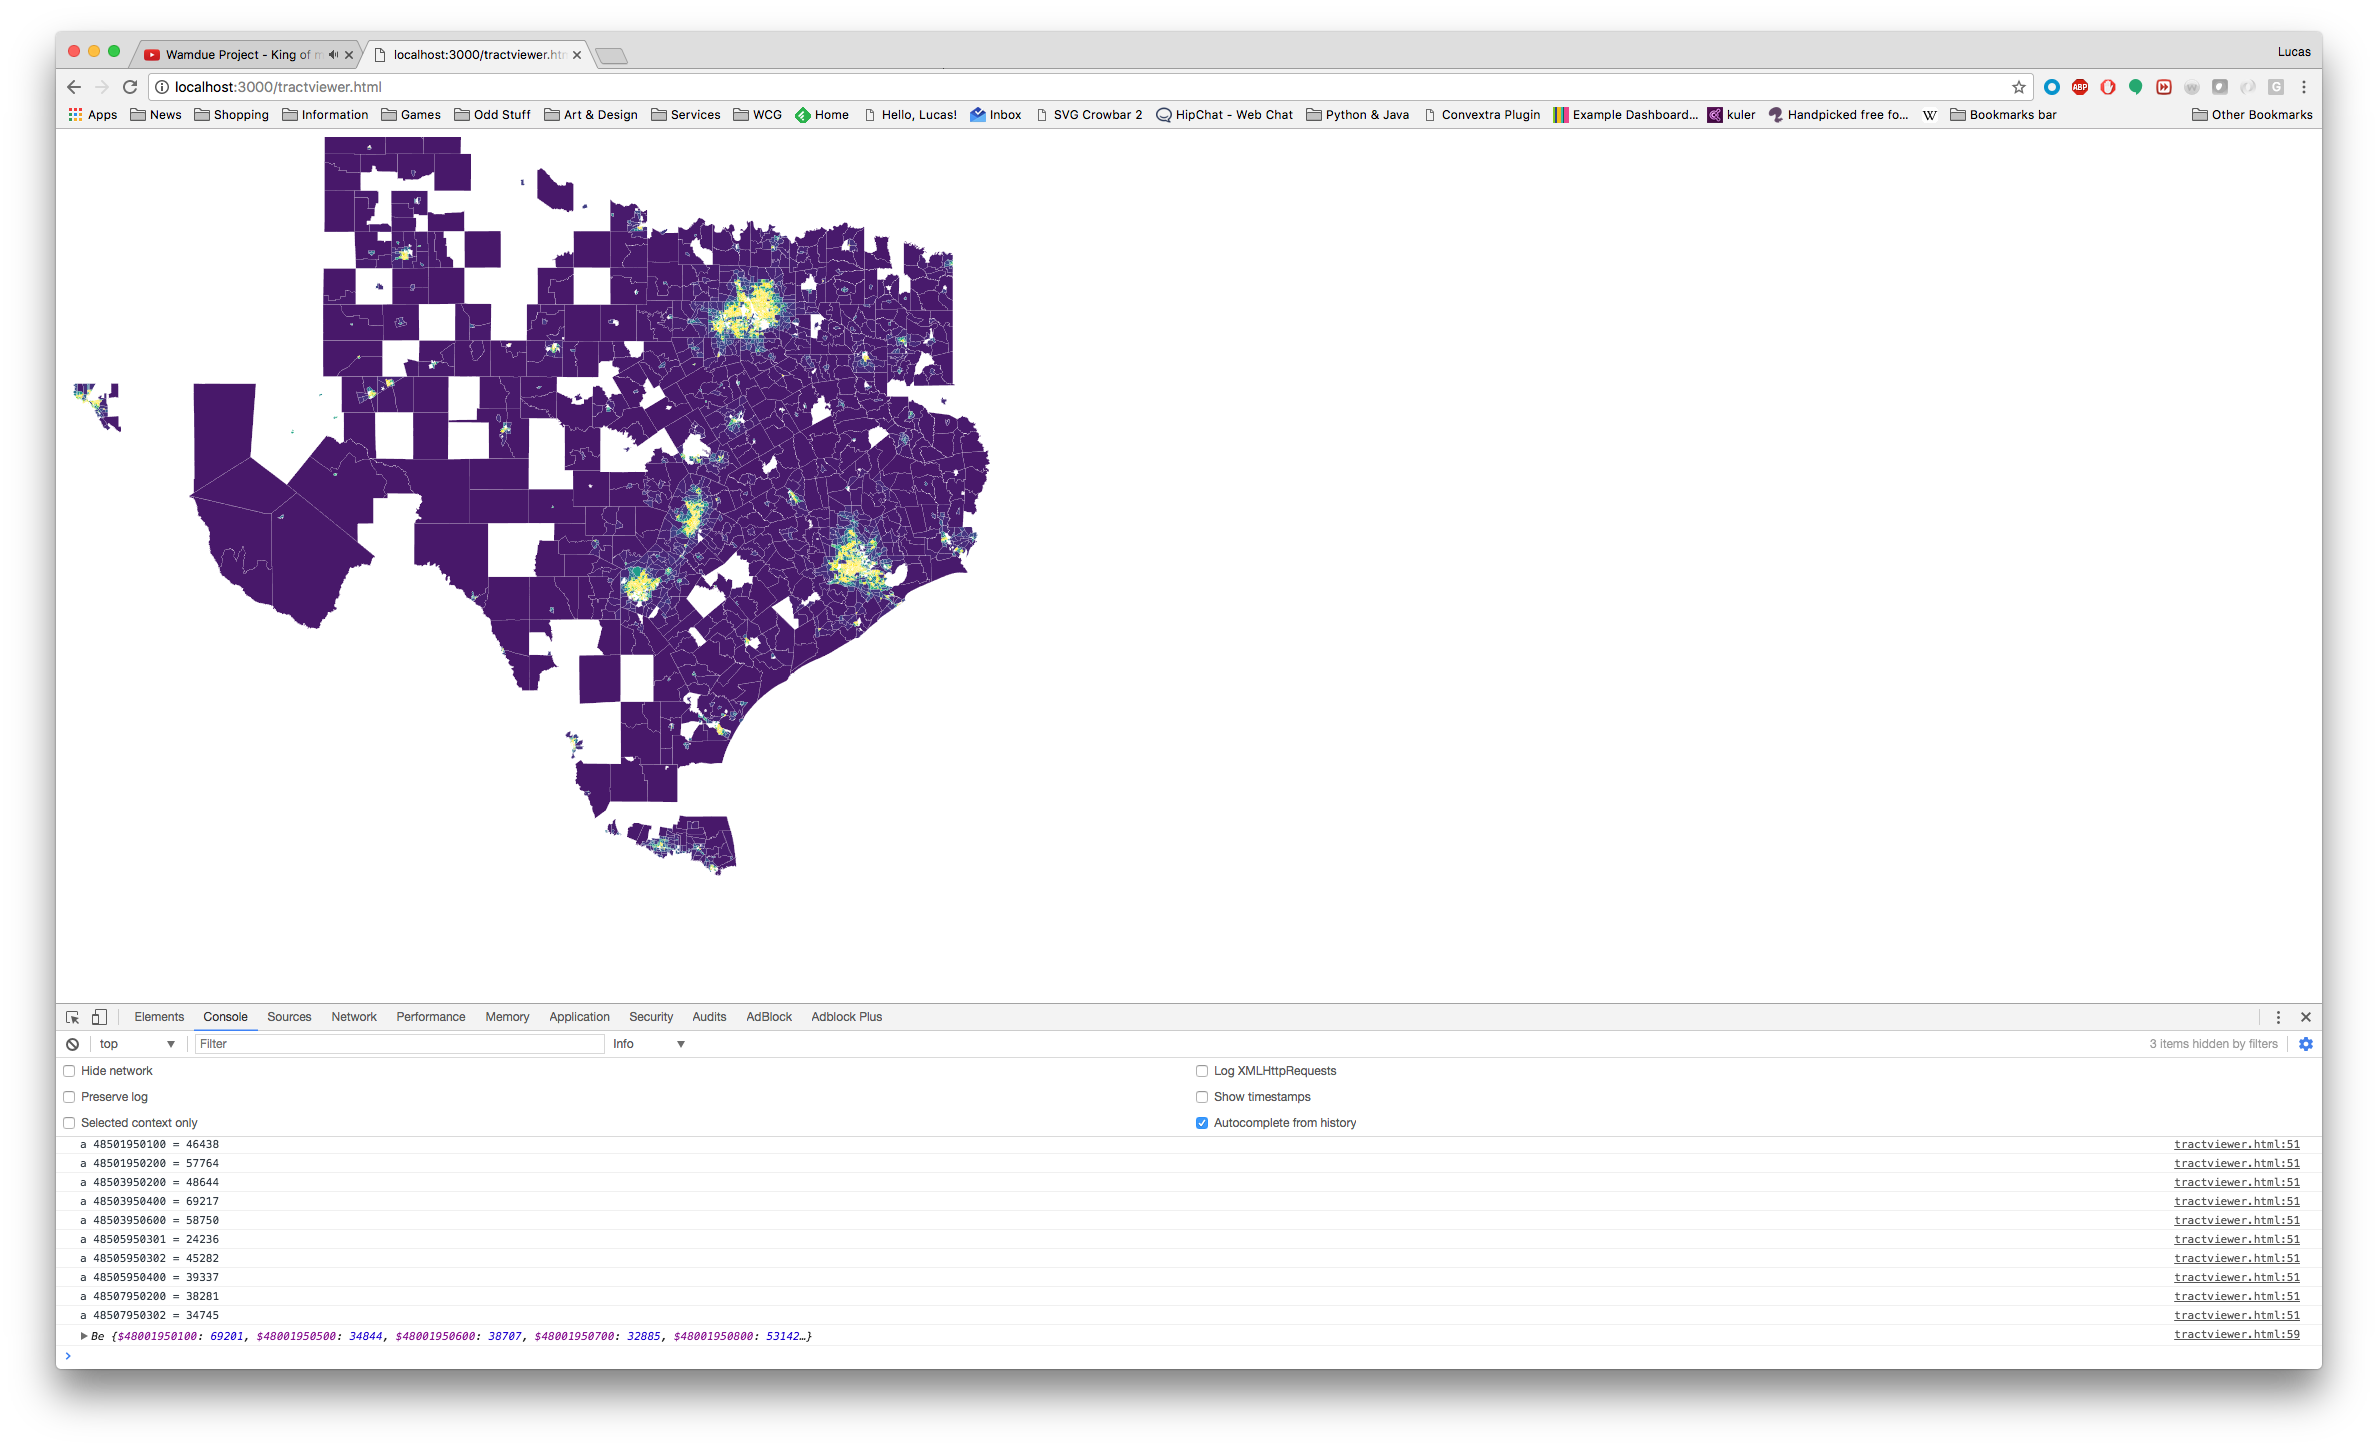 Wamdue Project - King of m
localhost:3000/tractviewer.htm
Lucas
localhost:3000/tractviewer.html
Apps News Shopping Information Games Odd Stuff Art & Design Services WCG Home Hello, Lucas! Inbox SVG Crowbar 2 HipChat - Web Chat Python & Java Convextra Plugin Example Dashboard... kuler Handpicked free fo... W Bookmarks bar Other Bookmarks
Elements Console Sources Network Performance Memory Application Security Audits AdBlock Adblock Plus
top Filter Info 3 items hidden by filters
Hide network Log XMLHttpRequests
Preserve log Show timestamps
Selected context only Autocomplete from history
a 48501950100 = 46438 tractviewer.html:51
a 48501950200 = 57764 tractviewer.html:51
a 48503950200 = 48644 tractviewer.html:51
a 48503950400 = 69217 tractviewer.html:51
a 48503950600 = 58750 tractviewer.html:51
a 48505950301 = 24236 tractviewer.html:51
a 48505950302 = 45282 tractviewer.html:51
a 48505950400 = 39337 tractviewer.html:51
a 48507950200 = 38281 tractviewer.html:51
a 48507950302 = 34745 tractviewer.html:51
Be {$48001950100: 69201, $48001950500: 34844, $48001950600: 38707, $48001950700: 32885, $48001950800: 53142…} tractviewer.html:59